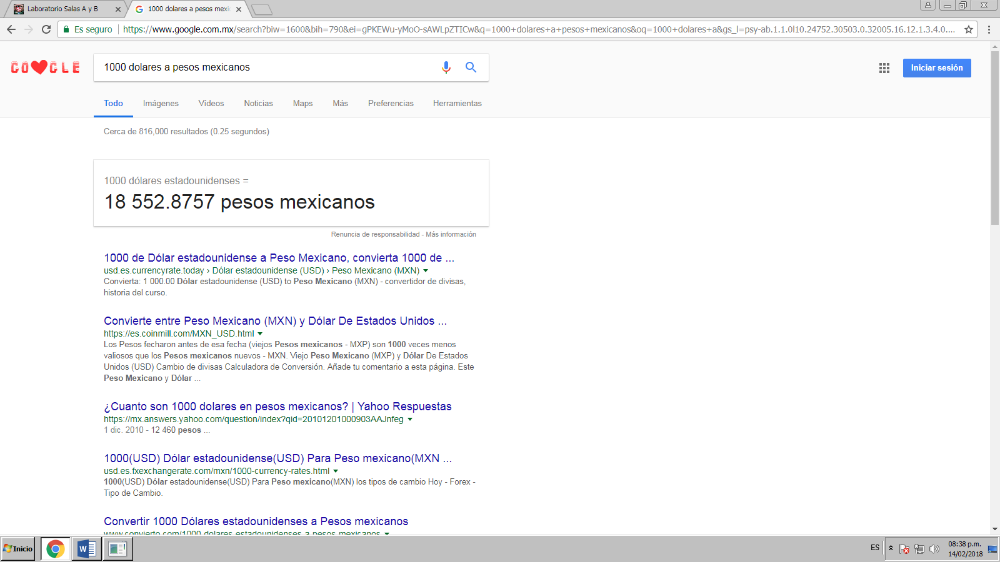 Laboratorio Salas A y B
1000 dolares a pesos mexic
Es seguro
https://www.google.com.mx/search?biw=1600&bih=790&ei=gPKEWu-yMoO-sAWLpZTICw&q=1000+dolares+a+pesos+mexicanos&oq=1000+dolares+a&gs_l=psy-ab.1.1.0l10.24752.30503.0.32005.16.12.1.3.4.0....
GO GLE
1000 dolares a pesos mexicanos
Iniciar sesión
Todo Imágenes Vídeos Noticias Maps Más Preferencias Herramientas
Cerca de 816,000 resultados (0.25 segundos)
1000 dólares estadounidenses =
18 552.8757 pesos mexicanos
Renuncia de responsabilidad - Más información
1000 de Dólar estadounidense a Peso Mexicano, convierta 1000 de ...
usd.es.currencyrate.today › Dólar estadounidense (USD) › Peso Mexicano (MXN)
Convierta: 1 000.00 Dólar estadounidense (USD) to Peso Mexicano (MXN) - convertidor de divisas,
historia del curso.
Convierte entre Peso Mexicano (MXN) y Dólar De Estados Unidos ...
https://es.coinmill.com/MXN_USD.html
Los Pesos fecharon antes de esa fecha (viejos Pesos mexicanos - MXP) son 1000 veces menos
valiosos que los Pesos mexicanos nuevos - MXN. Viejo Peso Mexicano (MXP) y Dólar De Estados
Unidos (USD) Cambio de divisas Calculadora de Conversión. Añade tu comentario a esta página. Este
Peso Mexicano y Dólar ...
¿Cuanto son 1000 dolares en pesos mexicanos? | Yahoo Respuestas
https://mx.answers.yahoo.com/question/index?qid=20101201000903AAJnfeg
1 dic. 2010 - 12 460 pesos ...
1000(USD) Dólar estadounidense(USD) Para Peso mexicano(MXN ...
usd.es.fxexchangerate.com/mxn/1000-currency-rates.html
1000(USD) Dólar estadounidense(USD) Para Peso mexicano(MXN) los tipos de cambio Hoy - Forex -
Tipo de Cambio.
Convertir 1000 Dólares estadounidenses a Pesos mexicanos
www.convierto.com/1000-dolares-estadounidenses-a-pesos-mexicanos
Inicio
ES
08:38 p.m.
14/02/2018